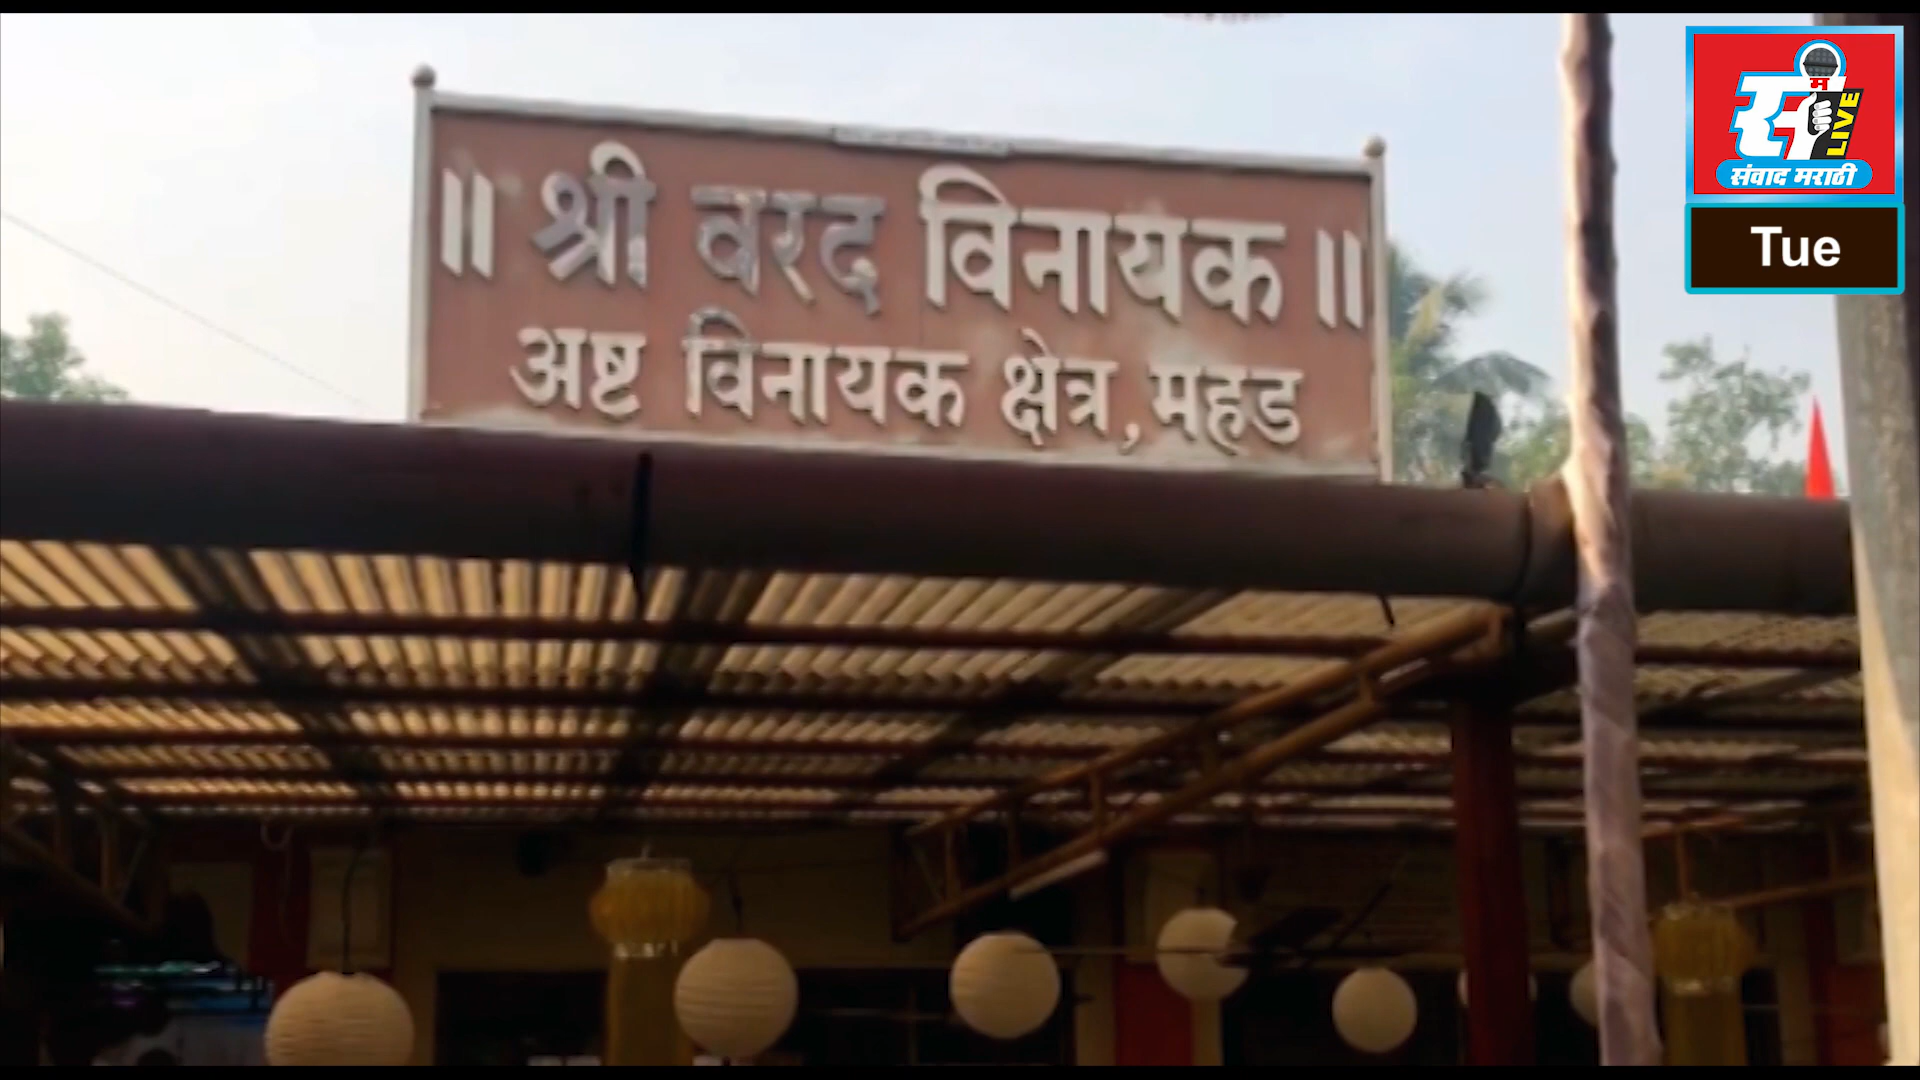 ॥ श्री वरद विनायक ॥
अष्ट विनायक क्षेत्र, महड
स म
LIVE
संवाद मराठी
Tue